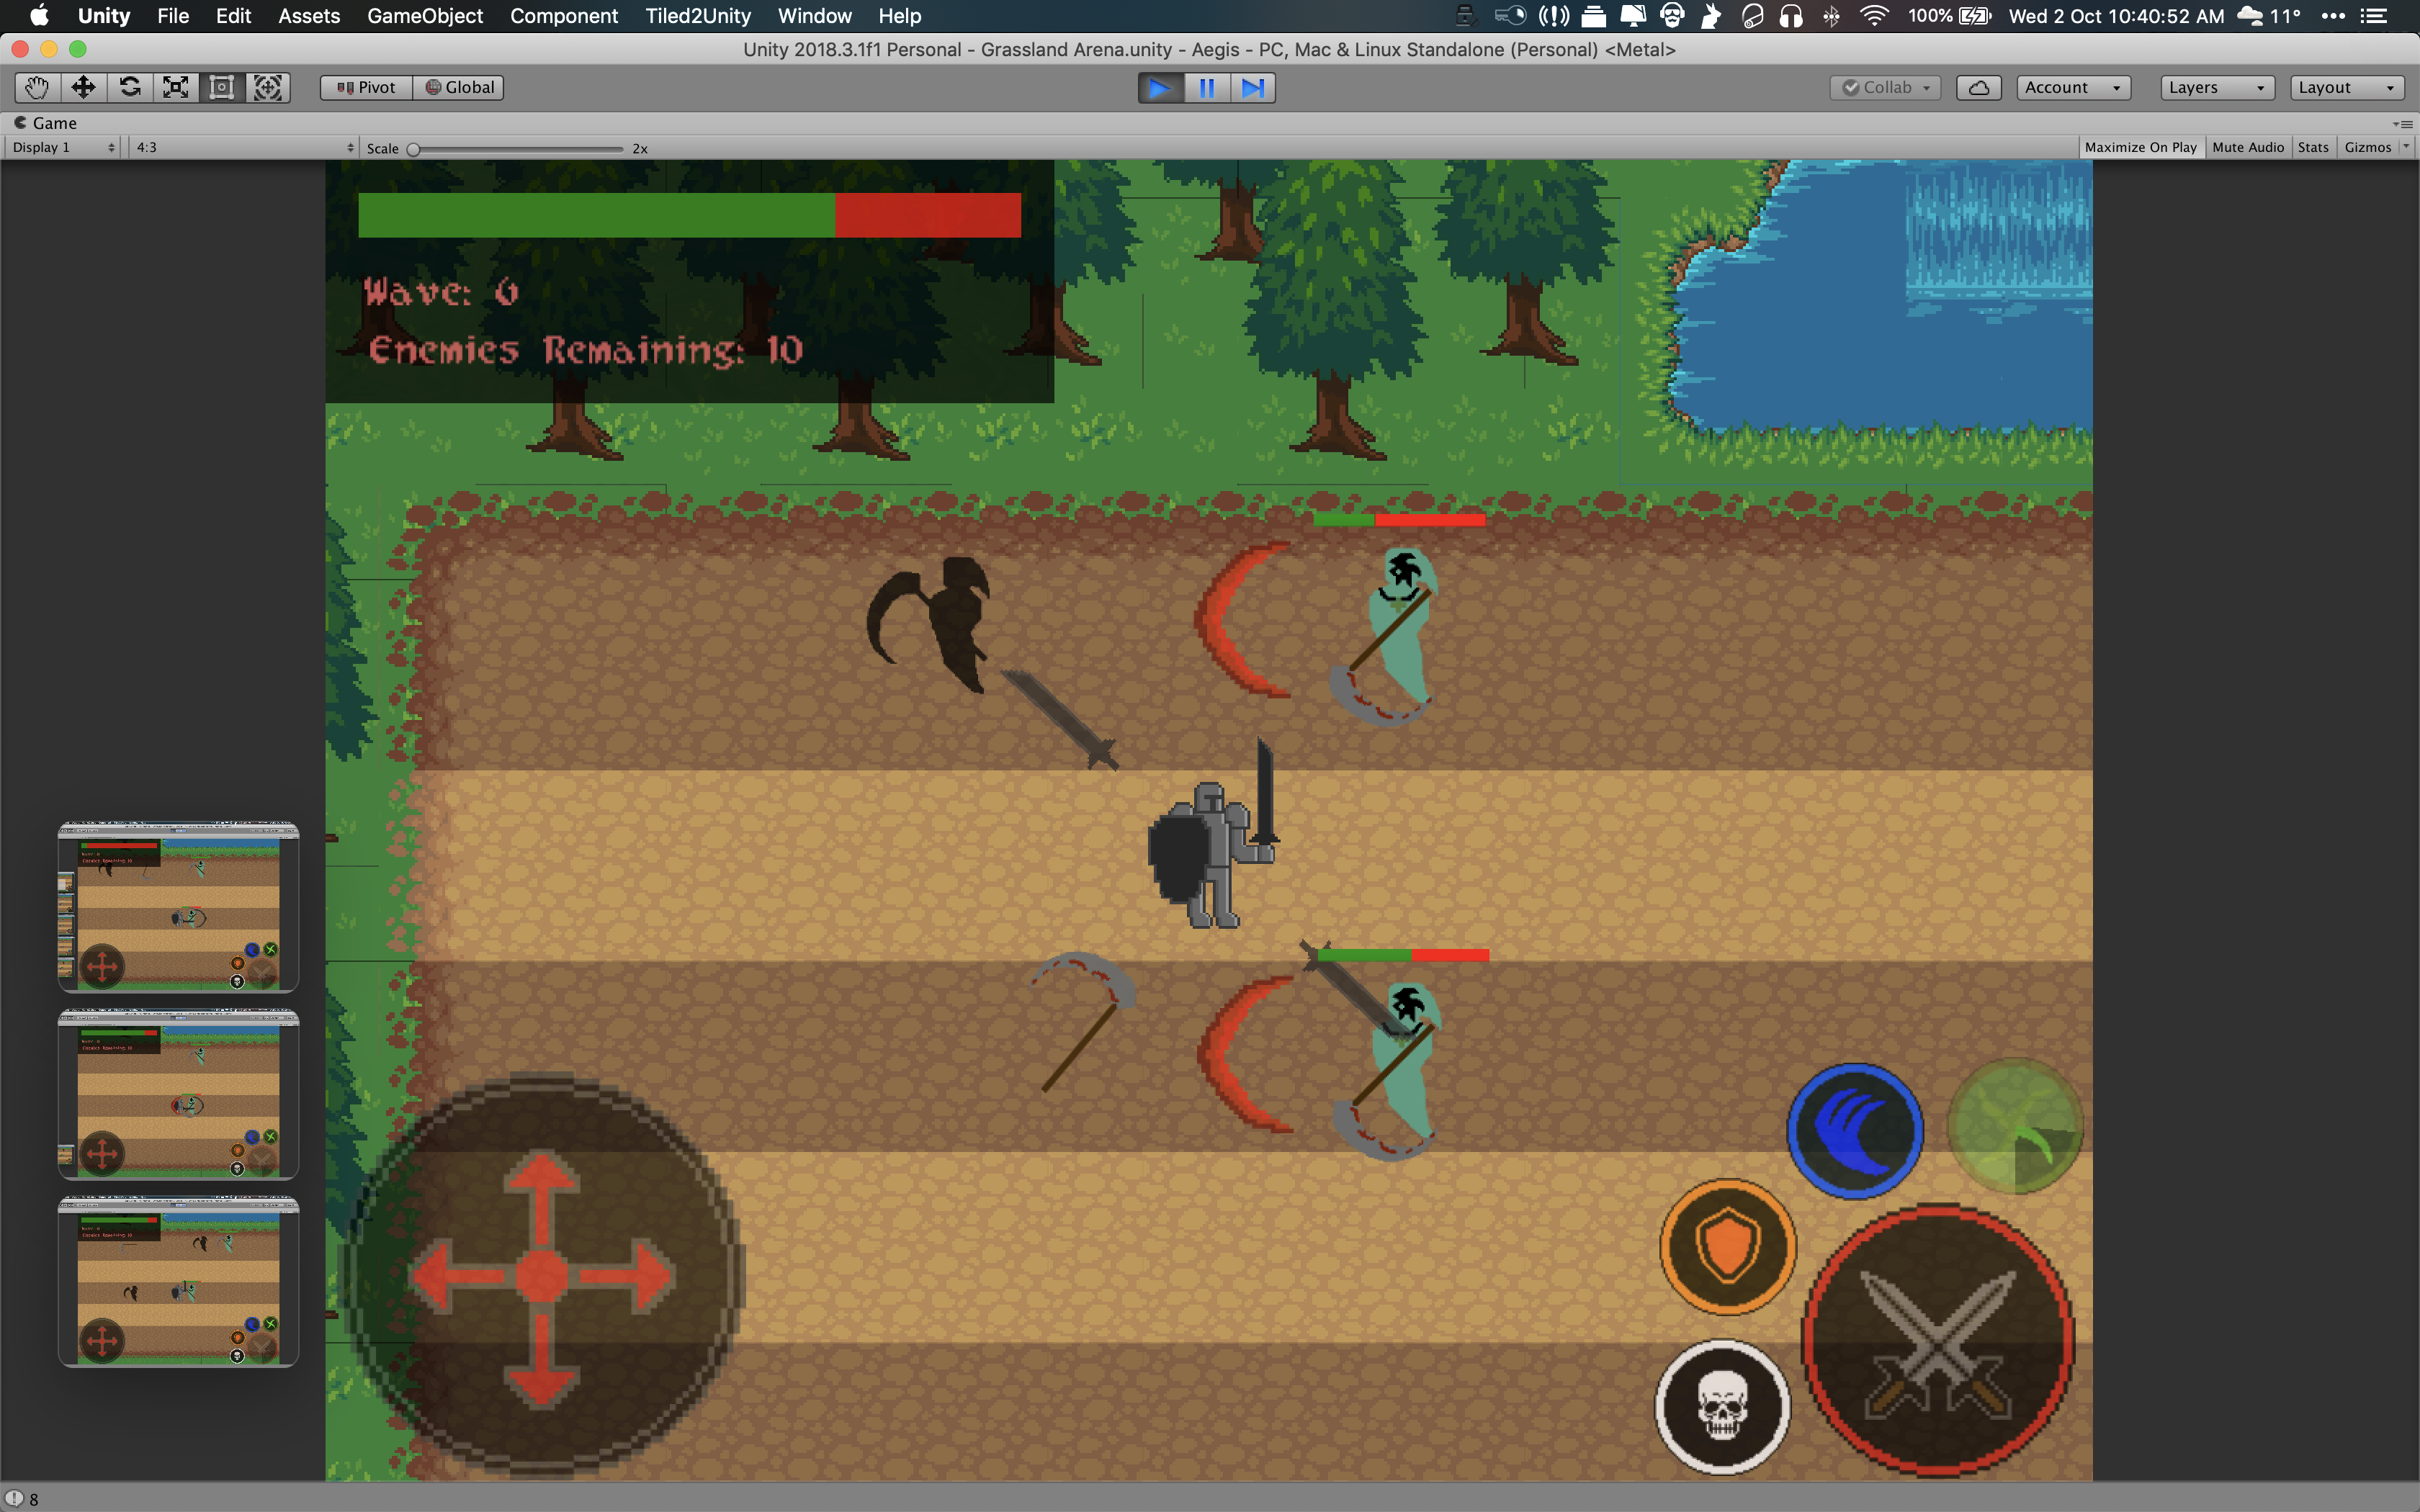 Unity File Edit Assets GameObject Component Tiled2Unity Window Help 100% Wed 2 Oct 10:40:52 AM 11°
Unity 2018.3.1f1 Personal - Grassland Arena.unity - Aegis - PC, Mac & Linux Standalone (Personal) <Metal>
Pivot Global Collab Account Layers Layout
Game
Display 1 4:3 Scale 2x Maximize On Play Mute Audio Stats Gizmos
Wave: 6
Enemies Remaining: 10
8